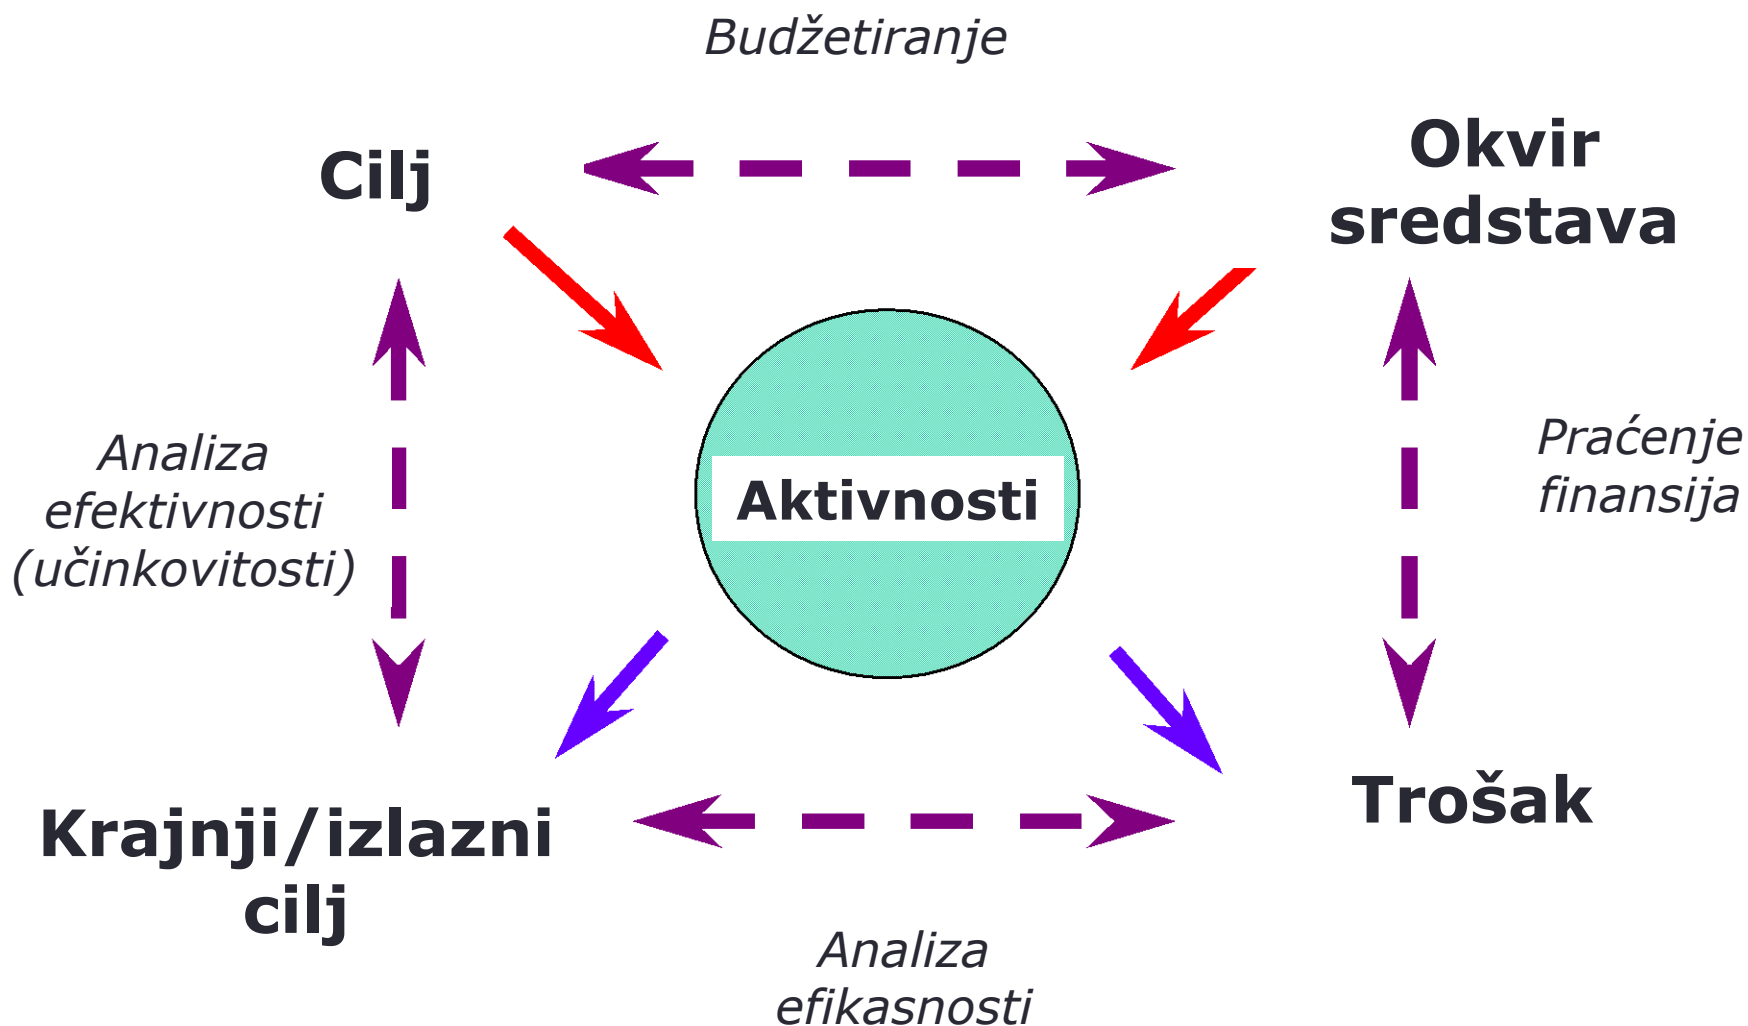 Budžetiranje
Cilj
Okvir
sredstava
Analiza
efektivnosti
(učinkovitosti)
Aktivnosti
Praćenje
finansija
Krajnji/izlazni
cilj
Trošak
Analiza
efikasnosti